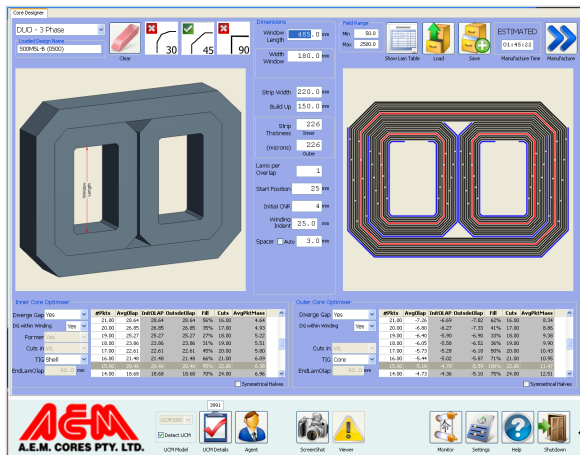 Core Designer
DUO - 3 Phase
Loaded Design Name
500MSL-B (0500)
Clear
30
45
90
Dimensions
Window Length 485.0 mm
Width Window 180.0 mm
Strip Width 220.0 mm
Build Up 150.0 mm
Strip Thickness 226 Inner
(microns) 226 Outer
Lams per Overlap 1
Start Position 25 mm
Initial CNR 4 mm
Winding Indent 25.0 mm
Spacer Auto 3.0 mm
Field Range
Min 50.0
Max 2500.0
Show Lam Table
Load
Save
ESTIMATED
01:45:22
Manufacture Time
Manufacture
Window Length
Inner Core Optimiser
Diverge Gap Yes
DG within Winding Yes
Former Yes
Cuts in
TIG Shell
EndLamOlap 40.0 mm
#Pktx AvgOlap InitOLAP OutsdeOlap Fill Cuts AvgPktMass
21.00 28.64 28.64 28.64 56% 16.00 4.64
20.00 26.85 26.85 26.85 39% 17.00 4.93
19.00 25.27 25.27 25.27 27% 18.00 5.22
18.00 23.86 23.86 23.86 31% 19.00 5.51
17.00 22.61 22.61 22.61 45% 20.00 5.80
16.00 21.48 21.48 21.48 66% 21.00 6.09
14.00 18.68 18.68 18.68 70% 24.00 6.96
Symmetrical Halves
Outer Core Optimiser
Diverge Gap Yes
DG within Winding Yes
Cuts in
TIG Core
EndLamOlap 40.0 mm
#Pktx AvgOlap InitOLAP OutsdeOlap Fill Cuts AvgPktMass
21.00 -7.26 -6.69 -7.82 62% 16.00 8.34
20.00 -6.80 -6.27 -7.33 41% 17.00 8.86
19.00 -6.40 -5.90 -6.90 33% 18.00 9.38
18.00 -6.05 -5.58 -6.52 36% 19.00 9.90
17.00 -5.73 -5.28 -6.18 50% 20.00 10.43
16.00 -5.44 -5.02 -5.87 71% 21.00 10.95
14.00 -4.73 -4.36 -5.10 75% 24.00 12.51
Symmetrical Halves
AEM
A.E.M. CORES PTY. LTD.
Detect UCM
UCM Model
3991
UCM Details
Agent
ScreenShot
Viewer
Monitor
Settings
Help
Shutdown